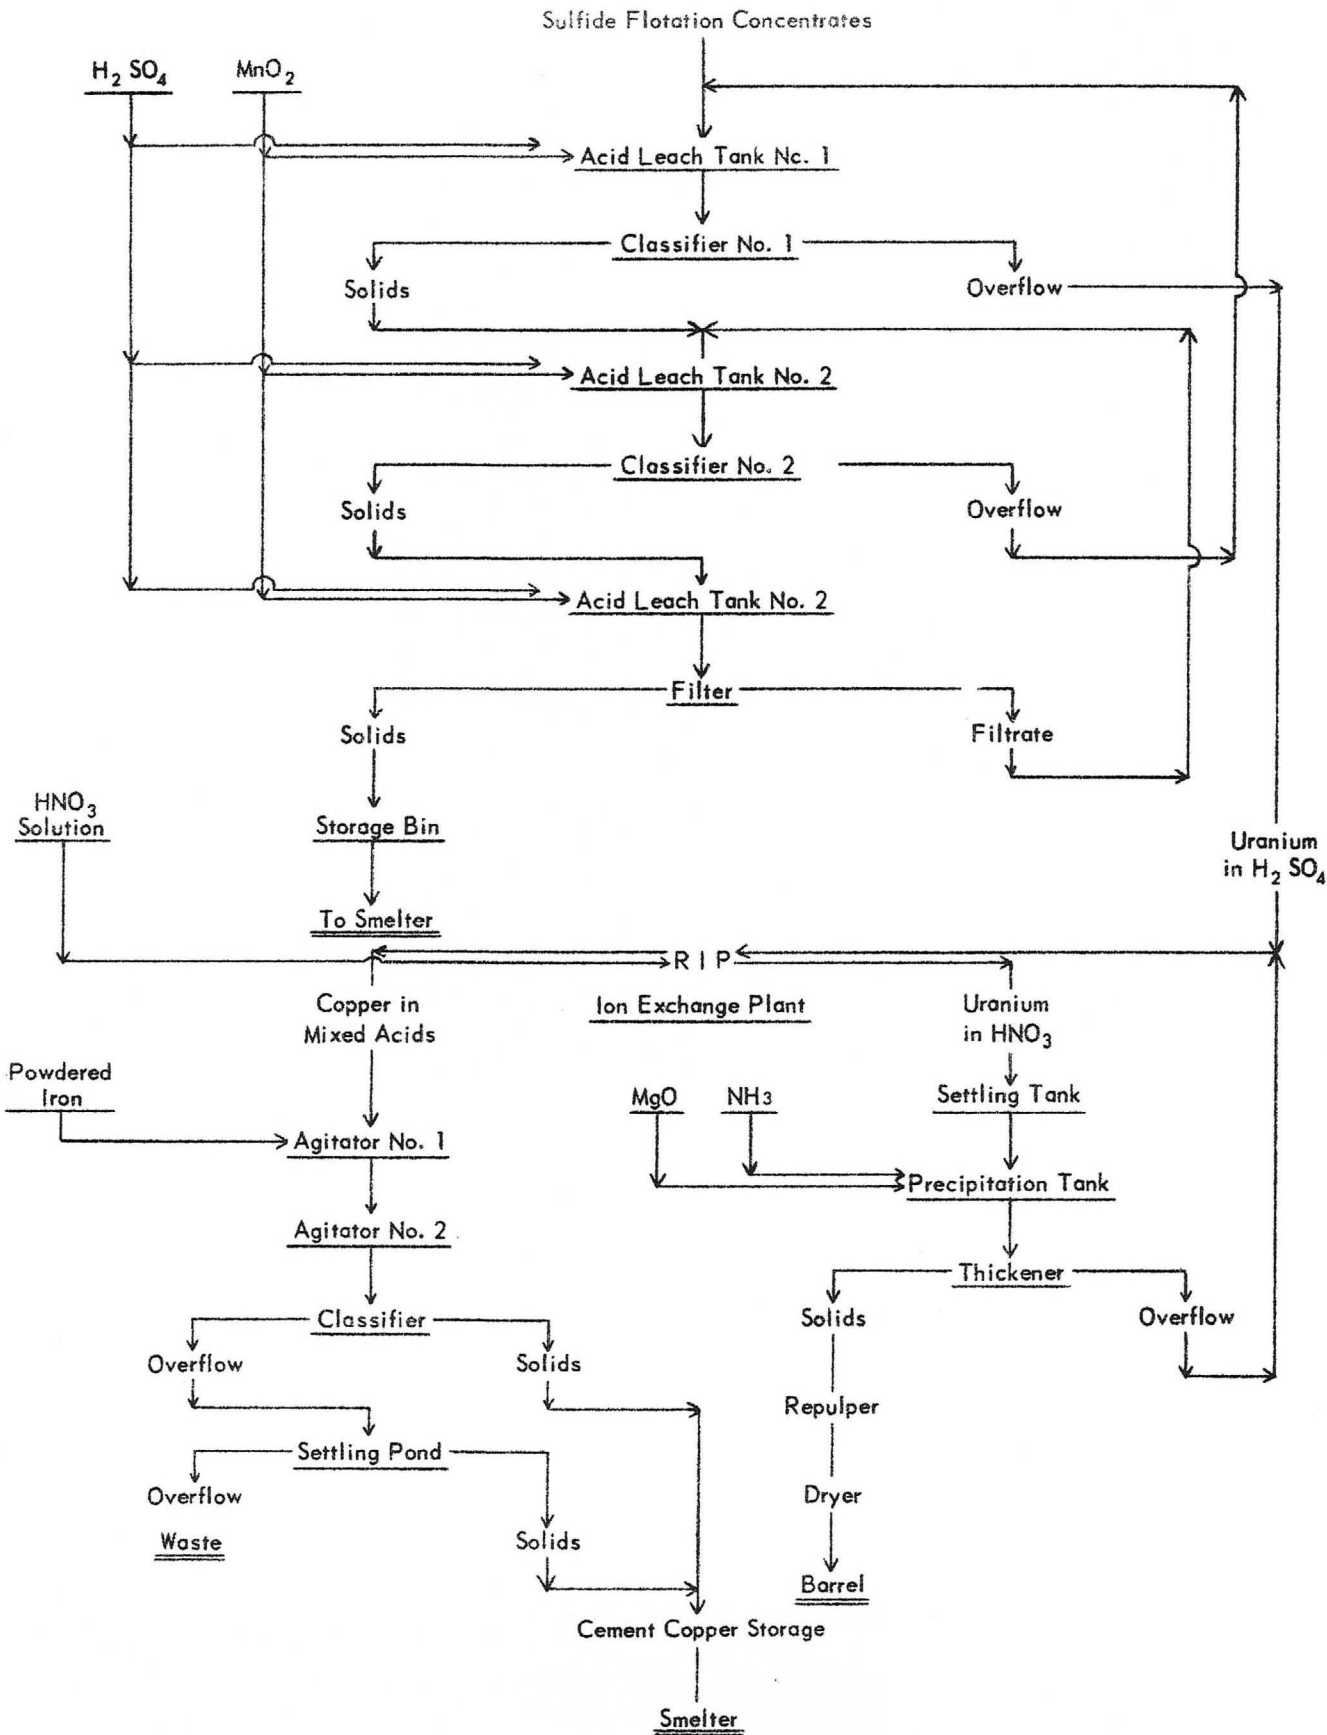 Sulfide Flotation Concentrates
H2 SO4
MnO2
Acid Leach Tank Nc. 1
Classifier No. 1
Solids
Overflow
Acid Leach Tank No. 2
Classifier No. 2
Solids
Overflow
Acid Leach Tank No. 2
Filter
Solids
Filtrate
HNO3
Solution
Storage Bin
Uranium
in H2 SO4
To Smelter
R I P
Copper in
Mixed Acids
Ion Exchange Plant
Uranium
in HNO3
Powdered
Iron
MgO
NH3
Settling Tank
Agitator No. 1
Precipitation Tank
Agitator No. 2
Thickener
Classifier
Solids
Overflow
Overflow
Solids
Repulper
Settling Pond
Overflow
Dryer
Waste
Solids
Barrel
Cement Copper Storage
Smelter